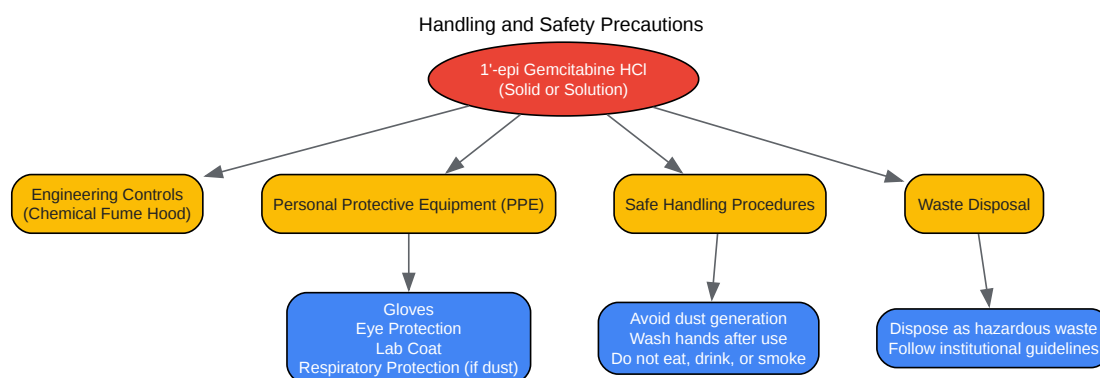 Handling and Safety Precautions
1'-epi Gemcitabine HCl
(Solid or Solution)
Engineering Controls
(Chemical Fume Hood)
Personal Protective Equipment (PPE)
Safe Handling Procedures
Waste Disposal
Gloves
Eye Protection
Lab Coat
Respiratory Protection (if dust)
Avoid dust generation
Wash hands after use
Do not eat, drink, or smoke
Dispose as hazardous waste
Follow institutional guidelines